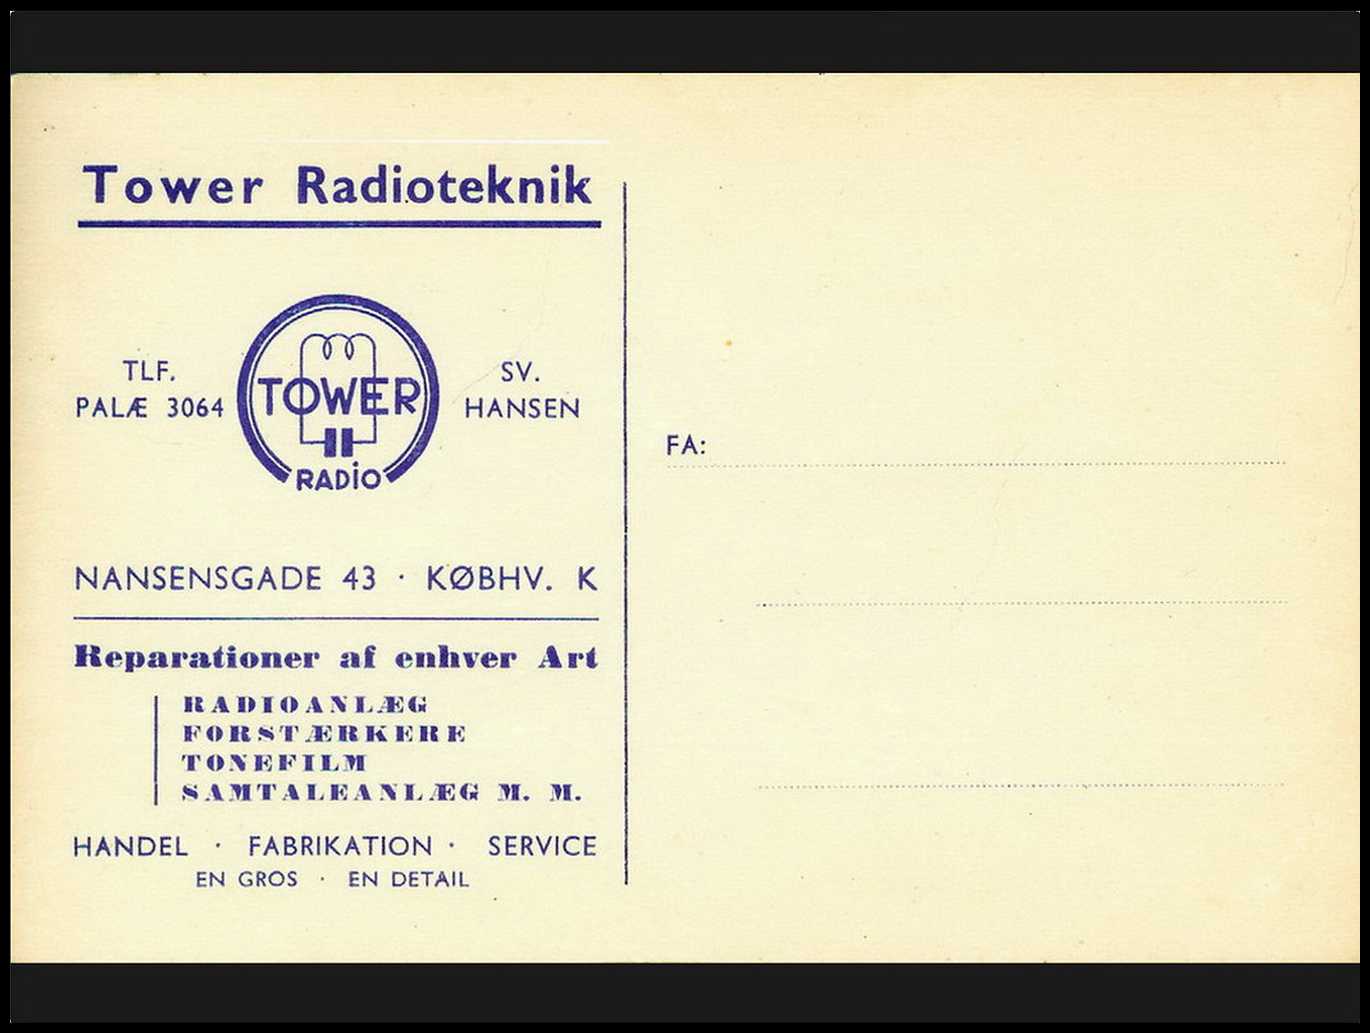 Tower Radioteknik
TLF.
PALÆ 3064
TOWER
RADIO
SV.
HANSEN
NANSENSGADE 43 · KØBHV. K
Reparationer af enhver Art
RADIOANLÆG
FORSTÆRKERE
TONEFILM
SAMTALEANLÆG M. M.
HANDEL · FABRIKATION · SERVICE
EN GROS · EN DETAIL
FA: